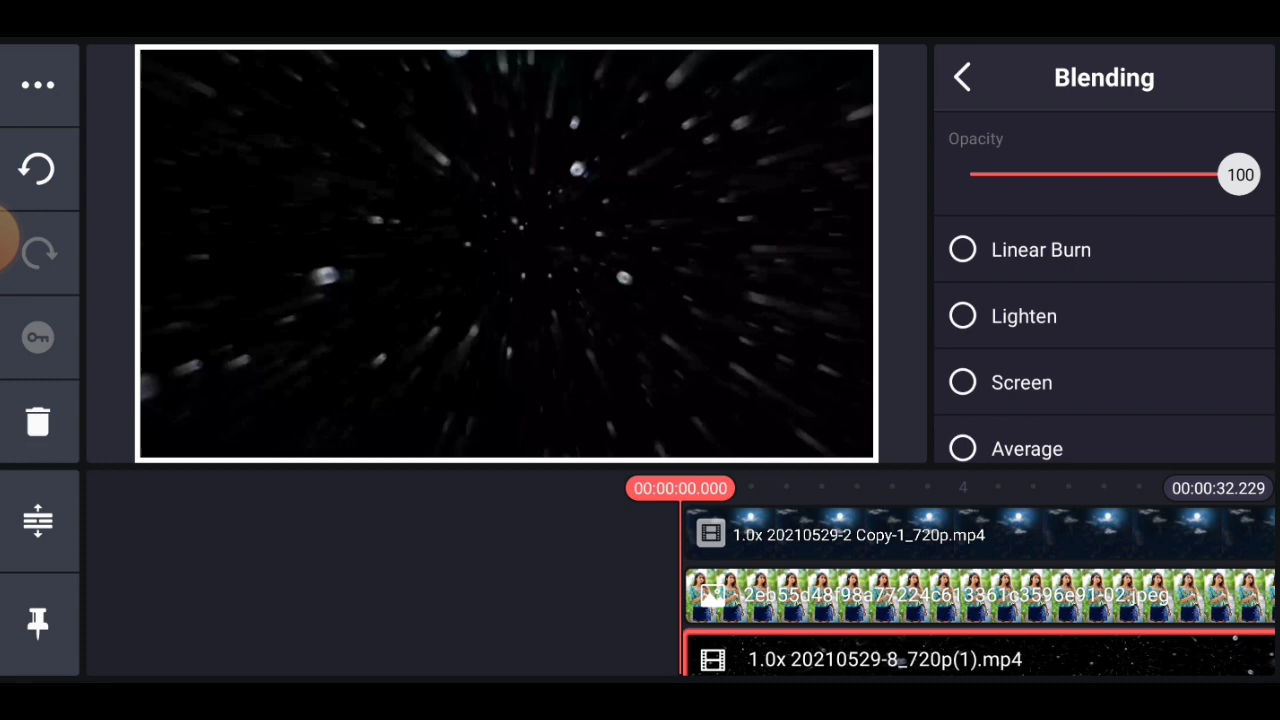 Blending
Opacity
100
Linear Burn
Lighten
Screen
Average
00:00:00.000
4
00:00:32.229
1.0x 20210529-2 Copy-1_720p.mp4
2eb55d48f98a77224c613361c3596e91-02.jpeg
1.0x 20210529-8_720p(1).mp4